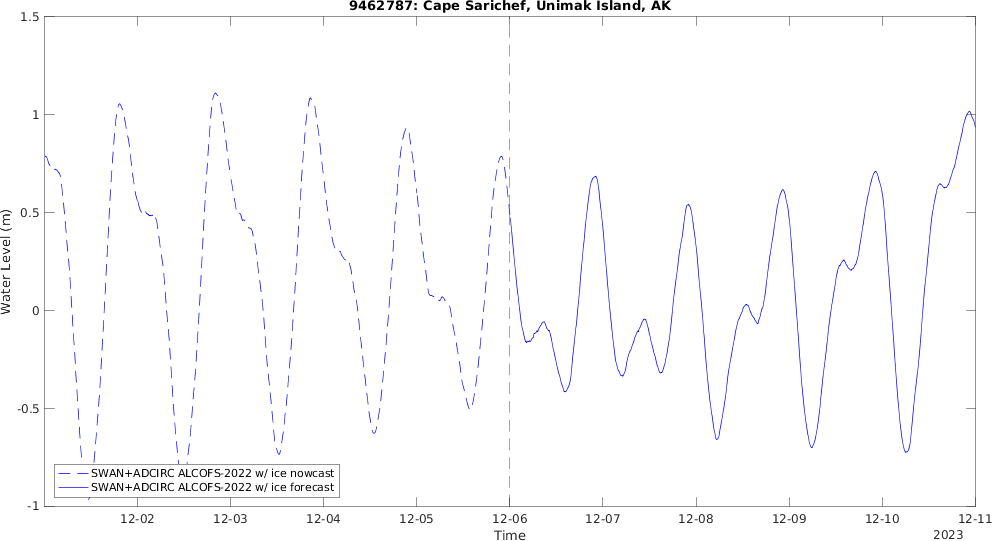 9462787: Cape Sarichef, Unimak Island, AK
1.5
1
0.5
0
-0.5
-1
Water Level (m)
SWAN+ADCIRC ALCOFS-2022 w/ ice nowcast
SWAN+ADCIRC ALCOFS-2022 w/ ice forecast
12-02 12-03 12-04 12-05 12-06 12-07 12-08 12-09 12-10 12-11
Time
2023